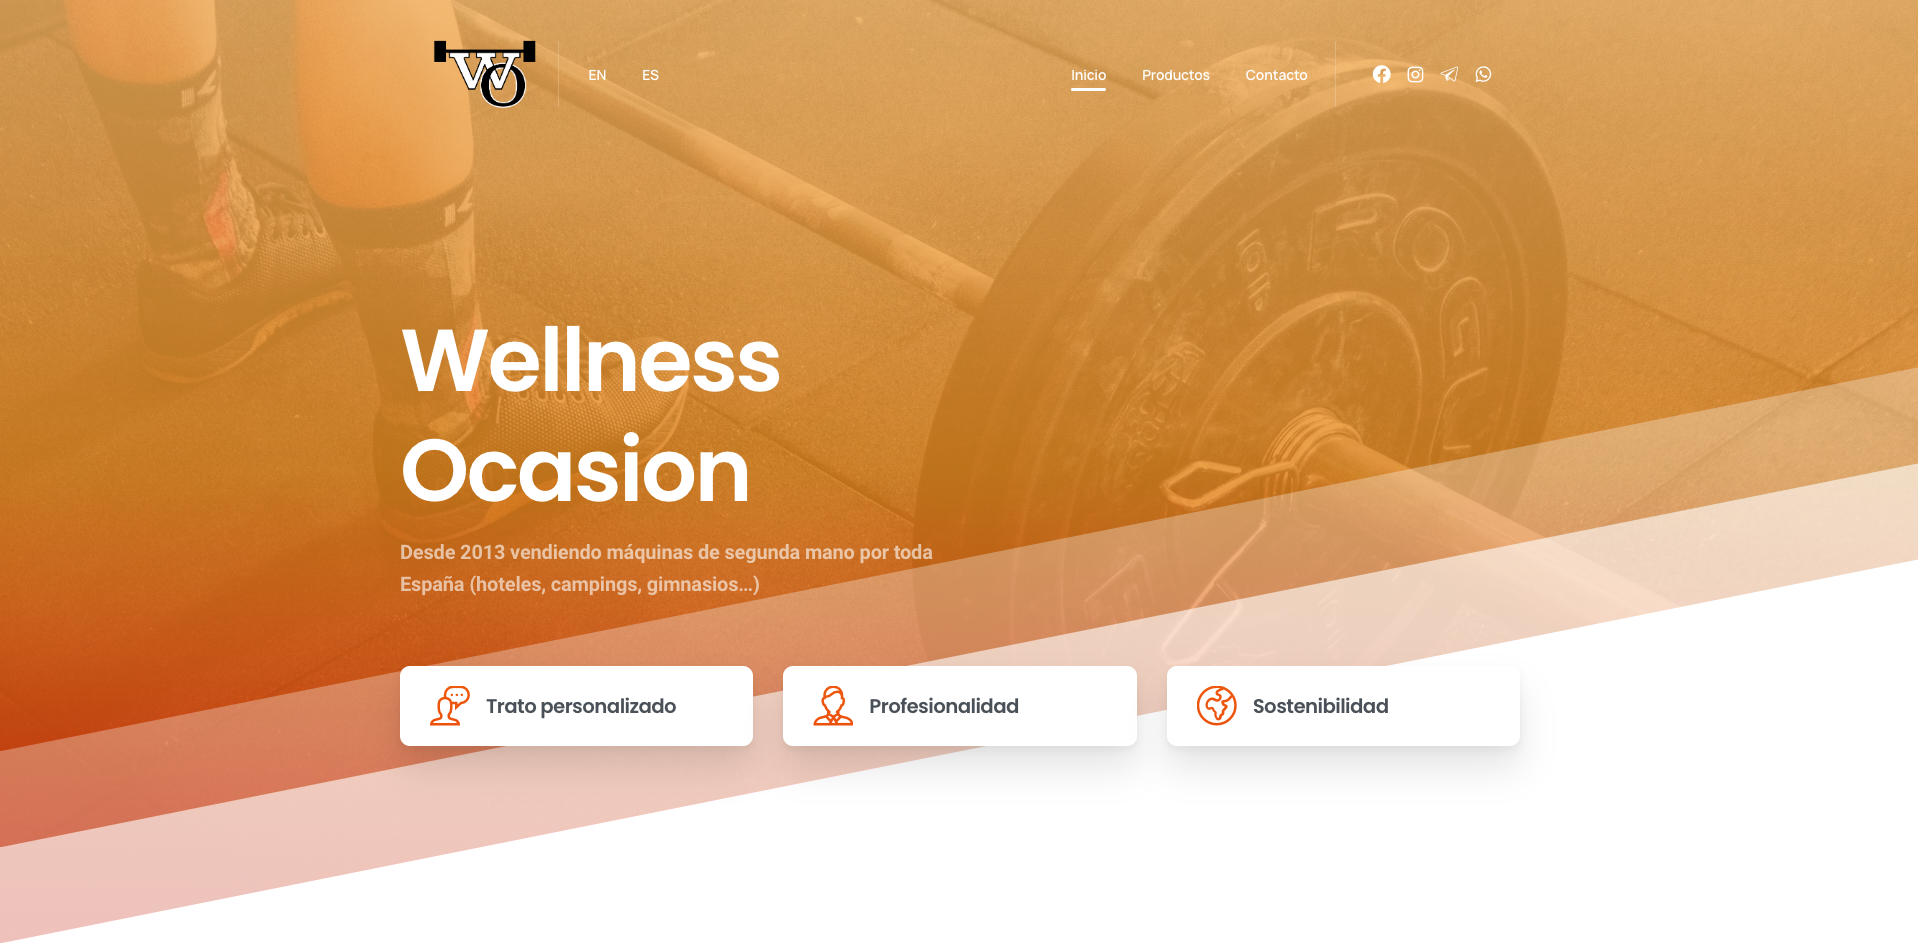 WO
EN
ES
Inicio
Productos
Contacto
Wellness
Ocasion
Desde 2013 vendiendo máquinas de segunda mano por toda
España (hoteles, campings, gimnasios...)
Trato personalizado
Profesionalidad
Sostenibilidad